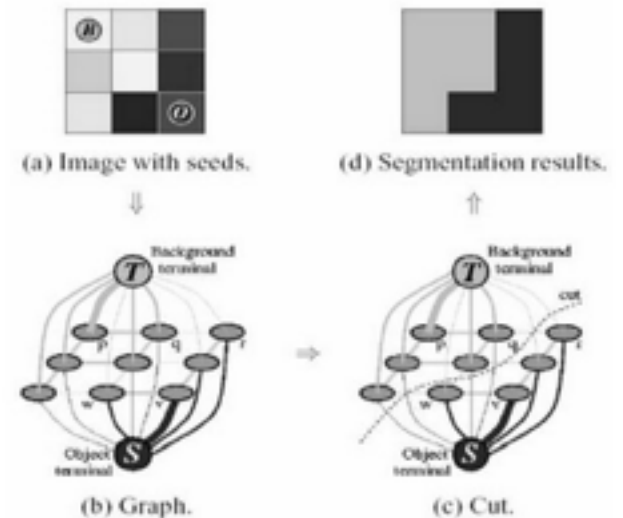 B
O
(a) Image with seeds.
(d) Segmentation results.
Background
terminal
T
p
q
r
w
v
S
Object
terminal
(b) Graph.
Background
terminal
T
cut
p
q
w
v
S
Object
terminal
(c) Cut.